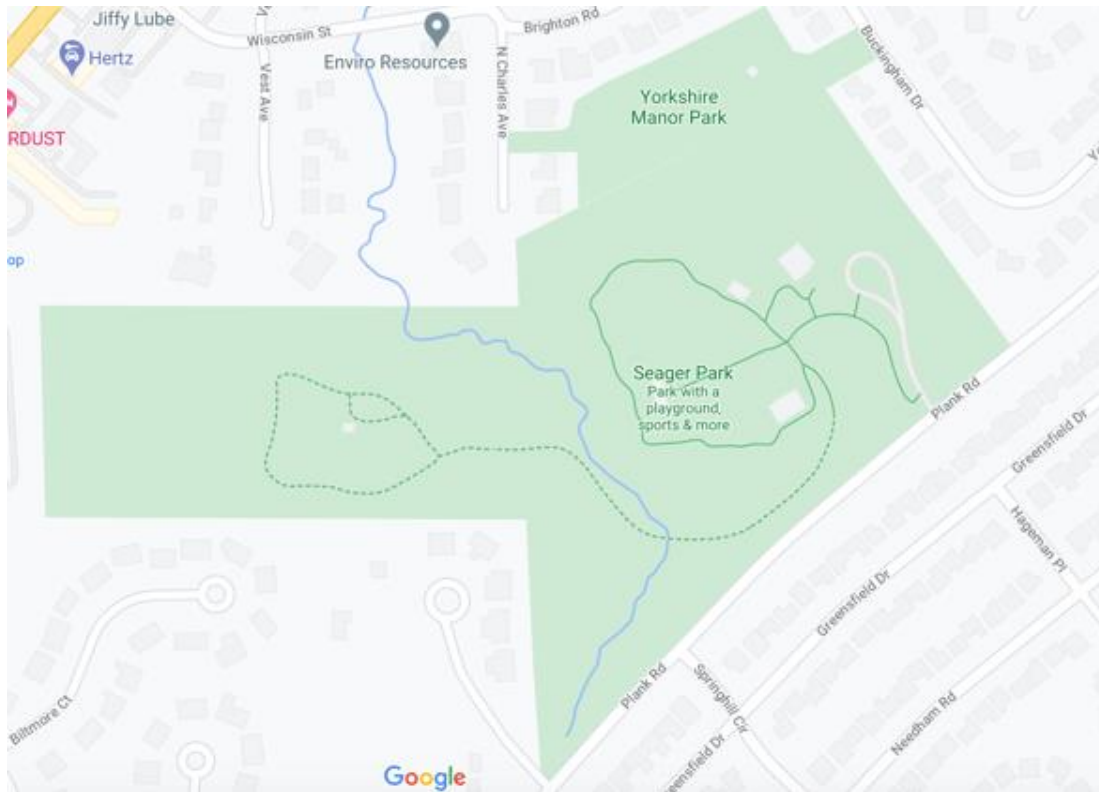 Jiffy Lube
Hertz
RDUST
op
Wisconsin St
Vest Ave
Enviro Resources
N Charles Ave
Brighton Rd
Buckingham Dr
Yorkshire
Manor Park
Seager Park
Park with a
playground,
sports & more
Plank Rd
Greensfield Dr
Hageman Pl
Greensfield Dr
Plank Rd
Springhill Cir
Needham Rd
eensfield Dr
Biltmore Ct
Google